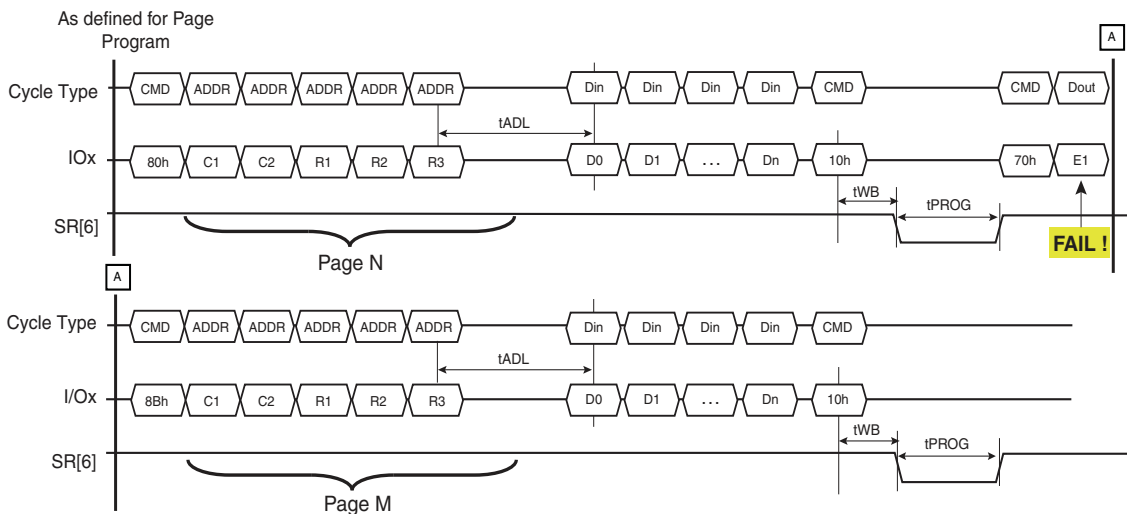 As defined for Page
Program
A
Cycle Type CMD ADDR ADDR ADDR ADDR ADDR Din Din Din Din CMD CMD Dout
tADL
IOx 80h C1 C2 R1 R2 R3 D0 D1 ... Dn 10h 70h E1
tWB tPROG
SR[6]
FAIL !
Page N
A
Cycle Type CMD ADDR ADDR ADDR ADDR ADDR Din Din Din Din CMD
tADL
I/Ox 8Bh C1 C2 R1 R2 R3 D0 D1 ... Dn 10h
tWB tPROG
SR[6]
Page M